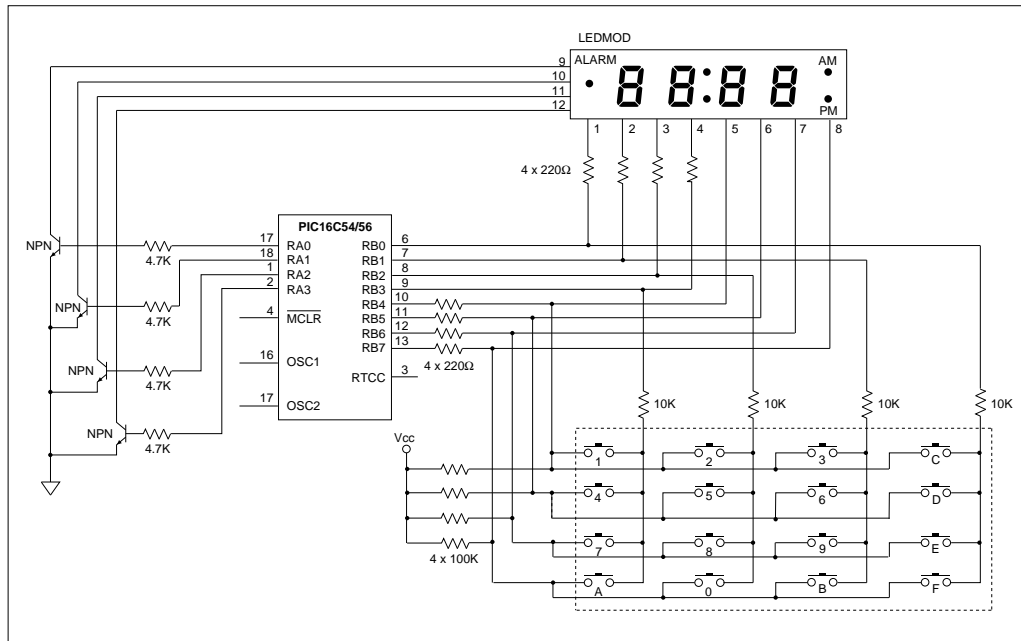 LEDMOD
9
10
11
12
ALARM
88:88
AM
PM
1 2 3 4 5 6 7 8
4 x 220Ω
PIC16C54/56
NPN
4.7K
17 RA0
RB0 6
NPN
4.7K
18 RA1
RB1 7
1 RA2
RB2 8
2 RA3
RB3 9
RB4 10
4 MCLR
RB5 11
RB6 12
RB7 13
4 x 220Ω
16 OSC1
RTCC 3
NPN
4.7K
17 OSC2
NPN
4.7K
10K 10K 10K 10K
Vcc
4 x 100K
1 2 3 C
4 5 6 D
7 8 9 E
A 0 B F